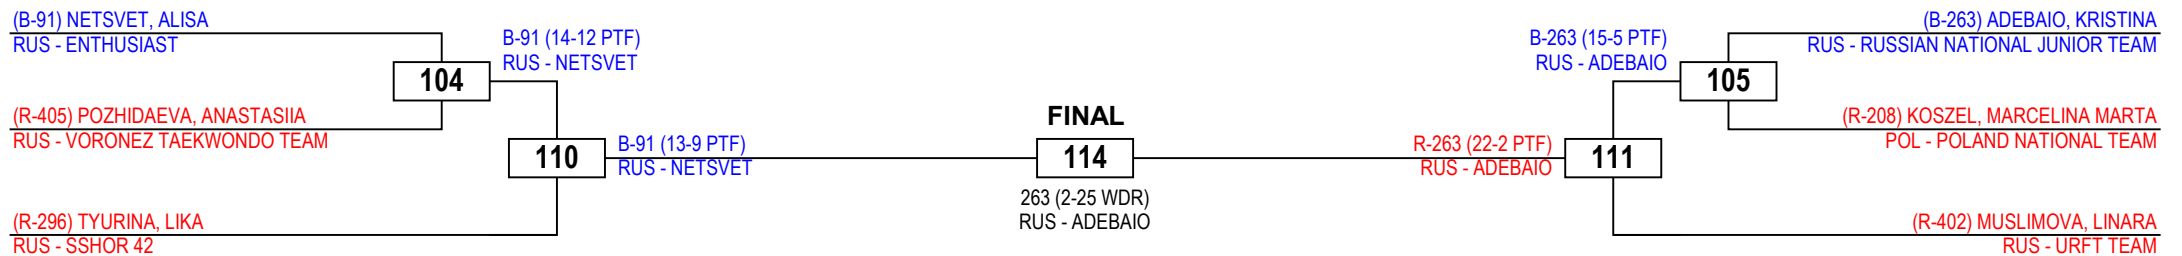 (B-91) NETSVET, ALISA
RUS - ENTHUSIAST
B-91 (14-12 PTF)
RUS - NETSVET
104
(R-405) POZHIDAEVA, ANASTASIIA
RUS - VORONEZ TAEKWONDO TEAM
110
B-91 (13-9 PTF)
RUS - NETSVET
(R-296) TYURINA, LIKA
RUS - SSHOR 42
FINAL
114
263 (2-25 WDR)
RUS - ADEBAIO
(B-263) ADEBAIO, KRISTINA
RUS - RUSSIAN NATIONAL JUNIOR TEAM
B-263 (15-5 PTF)
RUS - ADEBAIO
105
(R-208) KOSZEL, MARCELINA MARTA
POL - POLAND NATIONAL TEAM
R-263 (22-2 PTF)
RUS - ADEBAIO
111
(R-402) MUSLIMOVA, LINARA
RUS - URFT TEAM